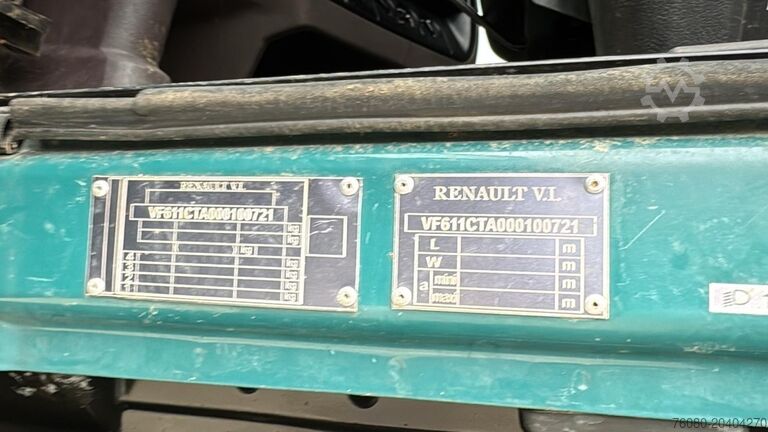 RENAULT V.I.
VF611CTA000100721
kg
kg
kg
4 kg
3 kg
2 kg
1 kg
RENAULT V.I.
VF611CTA000100721
L m
W m
a mini m
maxi m
76080-20404270